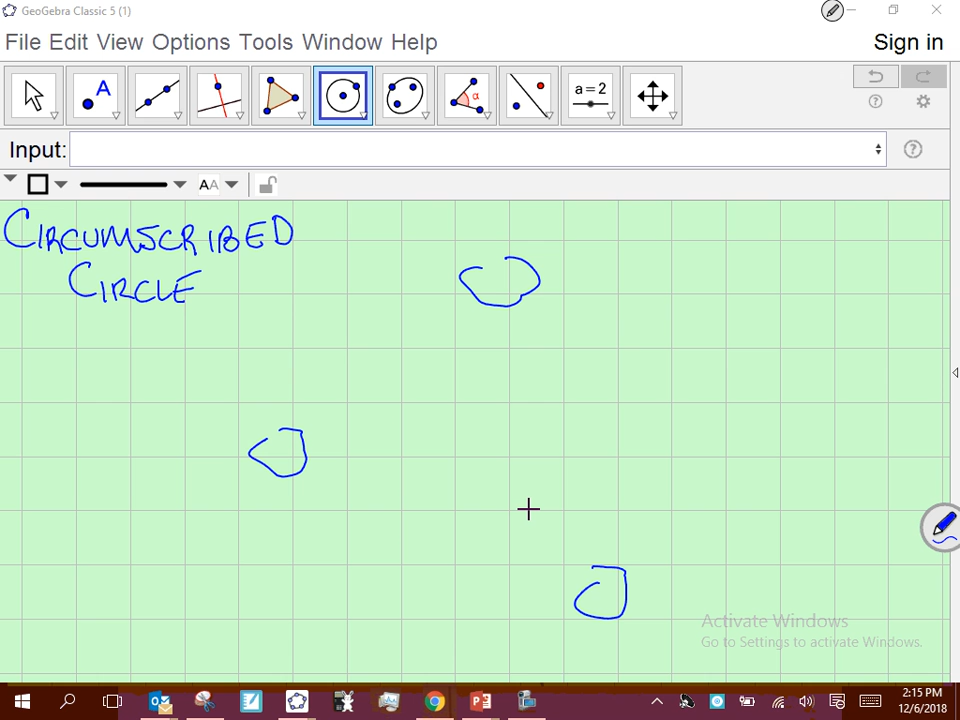 GeoGebra Classic 5 (1)
File Edit View Options Tools Window Help
Sign in
A
α
a=2
Input:
AA
CIRCUMSCRIBED
CIRCLE
Activate Windows
Go to Settings to activate Windows.
2:15 PM
12/6/2018